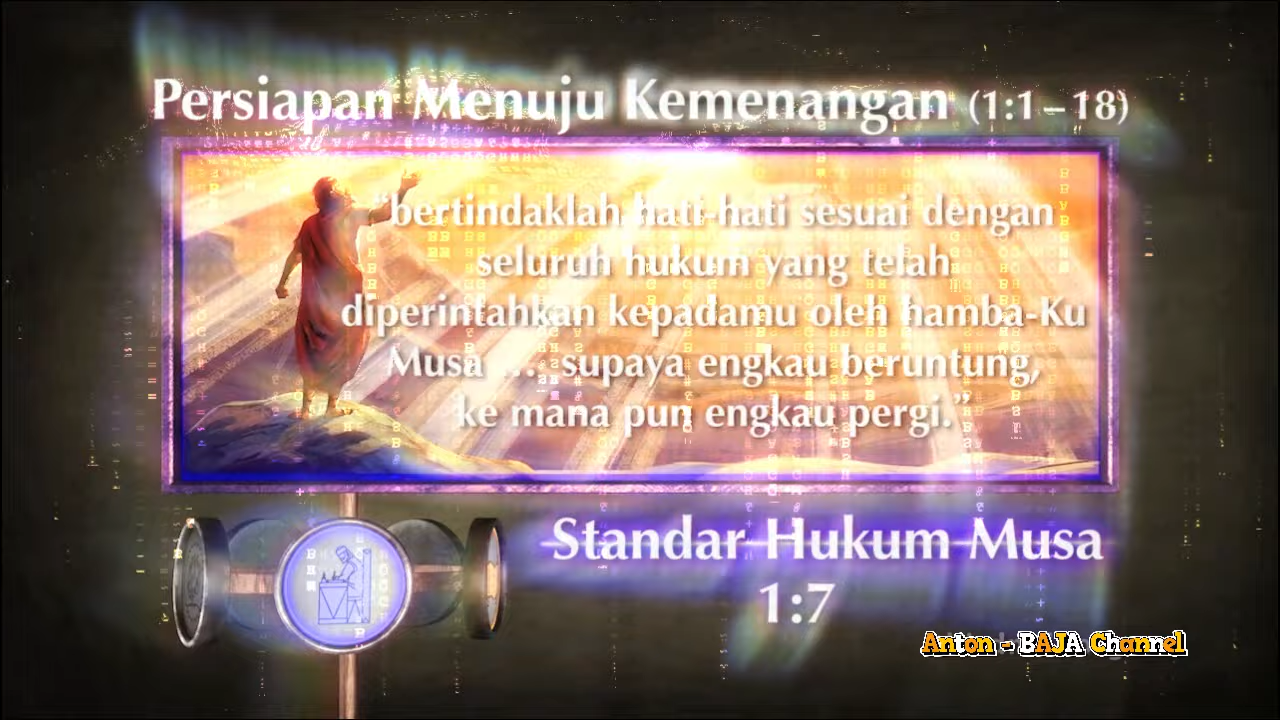 Persiapan Menuju Kemenangan (1:1–18)
“bertindaklah hati-hati sesuai dengan
seluruh hukum yang telah
diperintahkan kepadamu oleh hamba-Ku
Musa … supaya engkau beruntung,
ke mana pun engkau pergi.”
Standar Hukum Musa
1:7
Anton - BAJA Channel